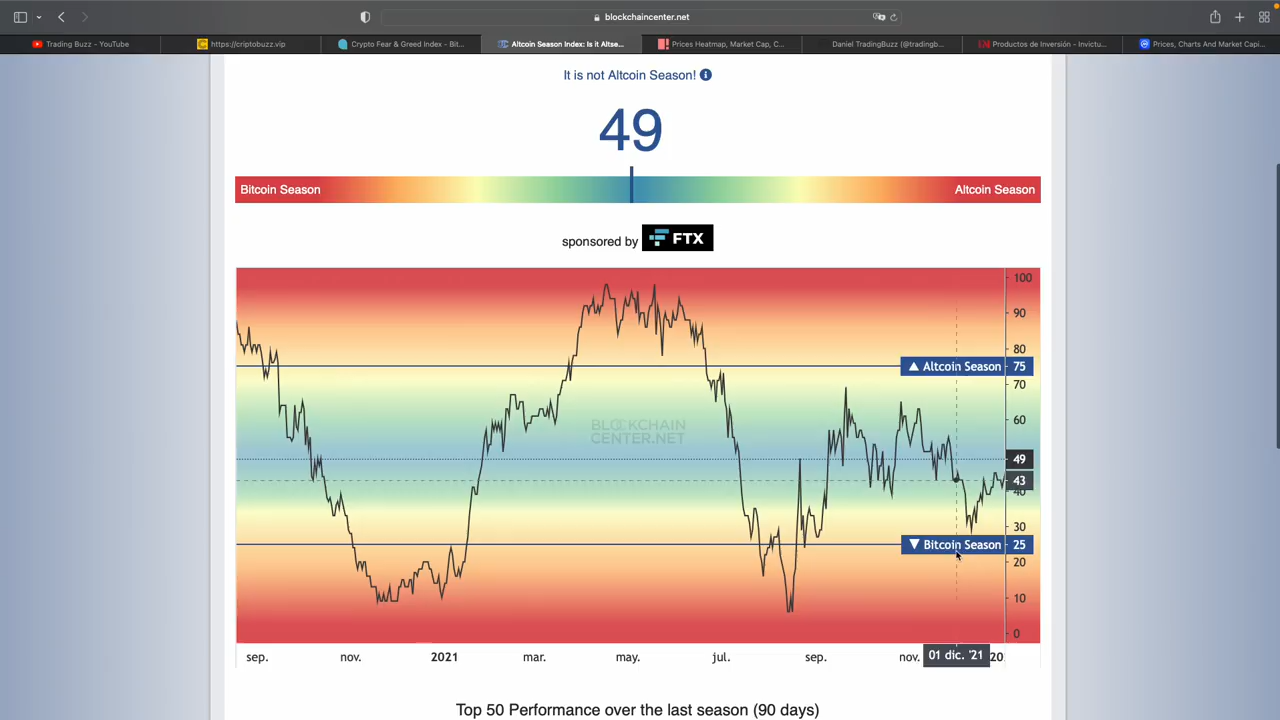 blockchaincenter.net
Trading Buzz - YouTube
https://criptobuzz.vip
Crypto Fear & Greed Index - Bit...
Altcoin Season Index: Is it Altse...
Prices Heatmap, Market Cap, C...
Daniel TradingBuzz (@tradingb...
Productos de Inversión - Invictu...
Prices, Charts And Market Capi...
It is not Altcoin Season!
49
Bitcoin Season
Altcoin Season
sponsored by FTX
100
90
80
▲ Altcoin Season 75
70
60
BLOCKCHAIN
CENTER.NET
49
43
40
30
▼ Bitcoin Season 25
20
10
0
sep. nov. 2021 mar. may. jul. sep. nov. 01 dic. '21 20
Top 50 Performance over the last season (90 days)